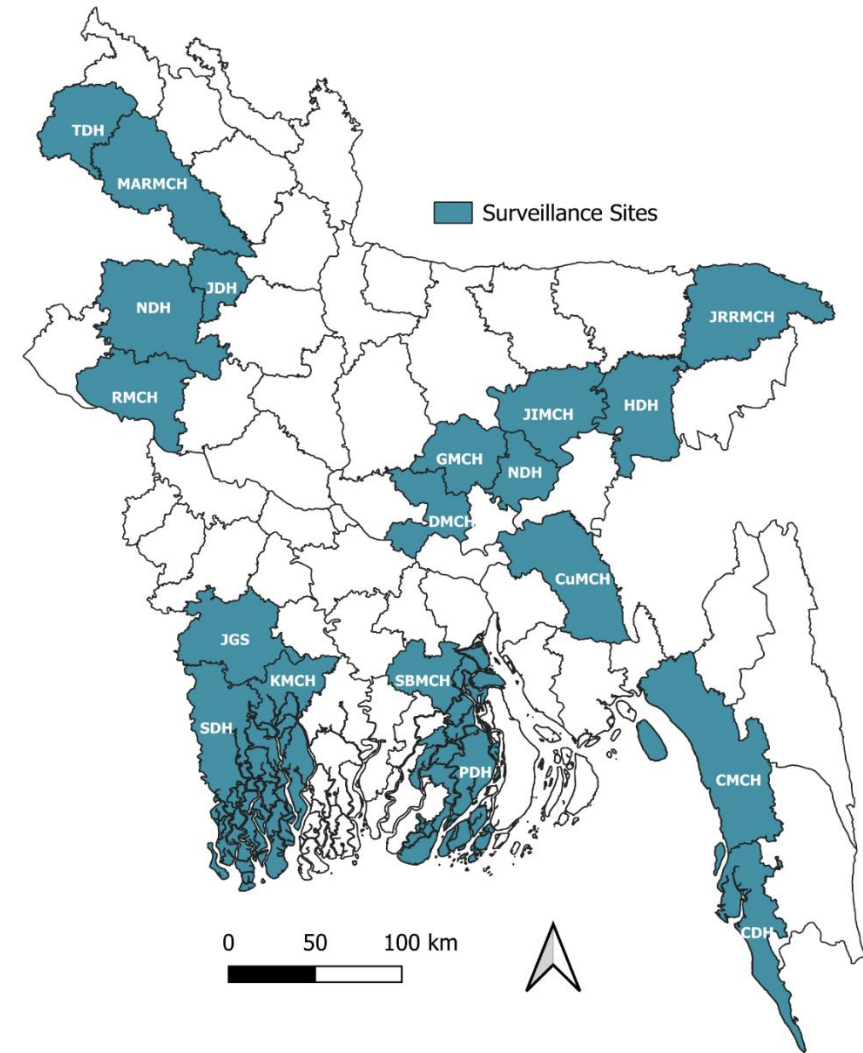 TDH
MARMCH
Surveillance Sites
JDH
NDH
JRRMCH
RMCH
JIMCH
HDH
GMCH
NDH
DMCH
CuMCH
JGS
KMCH
SBMCH
SDH
PDH
CMCH
CDH
0 50 100 km